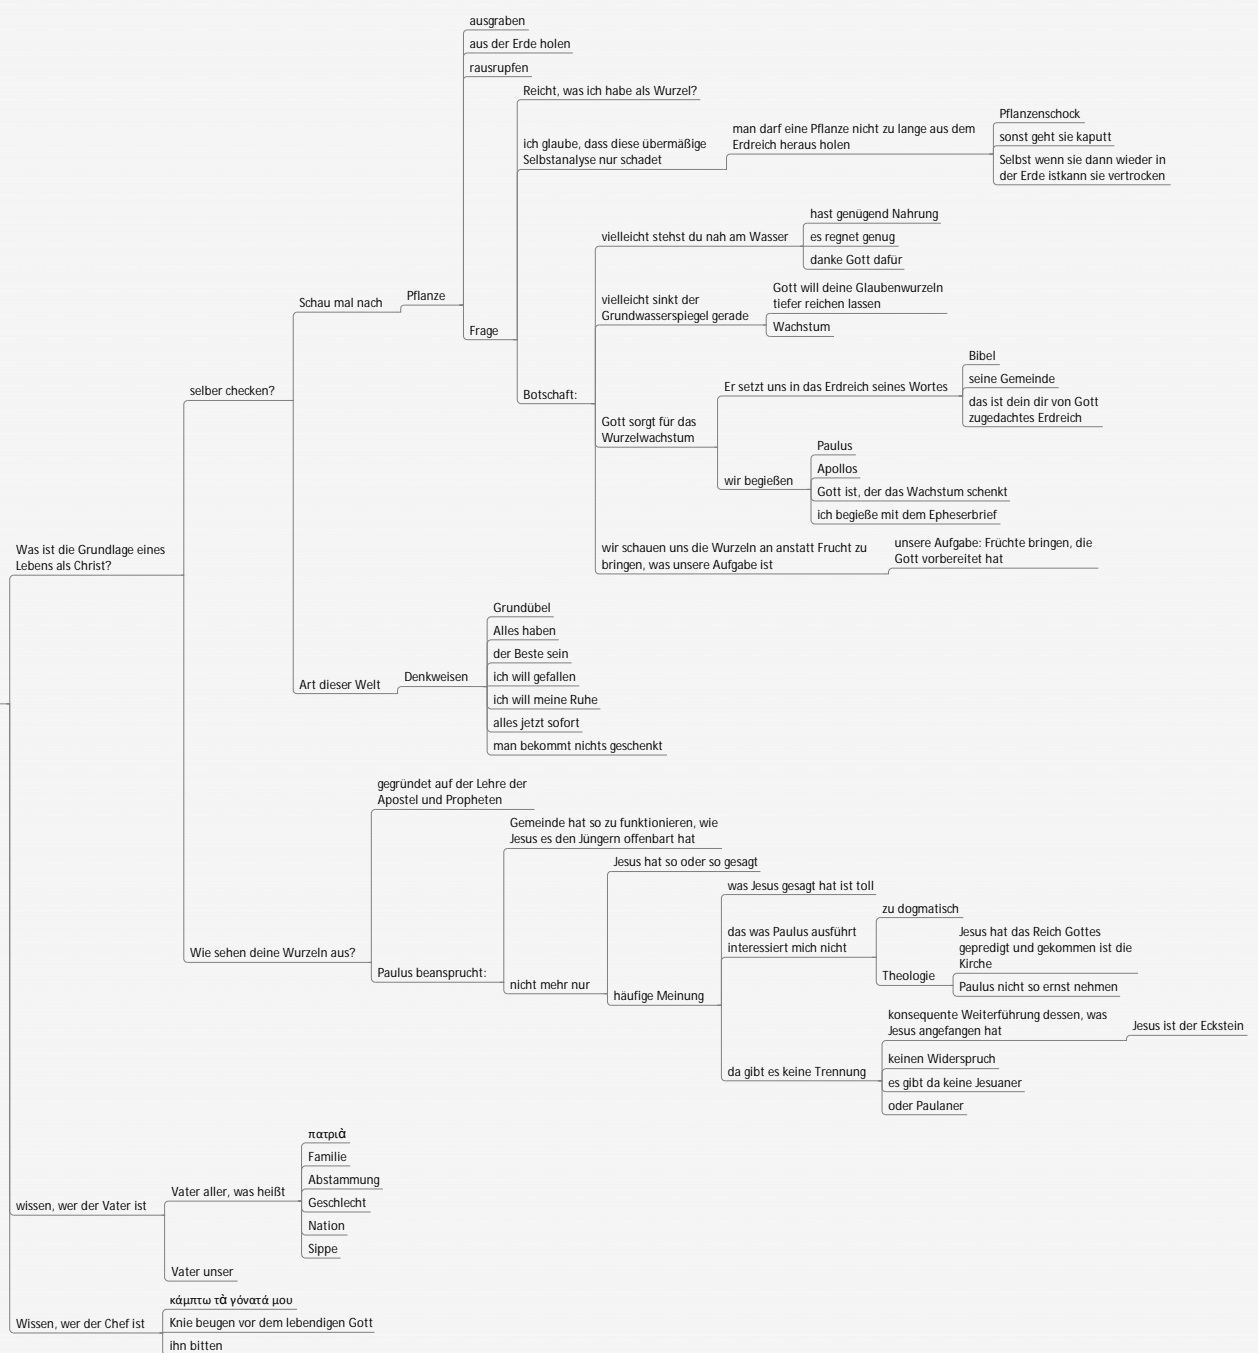 ausgraben
aus der Erde holen
rausrupfen
Reicht, was ich habe als Wurzel?
ich glaube, dass diese übermäßige
Selbstanalyse nur schadet
man darf eine Pflanze nicht zu lange aus dem
Erdreich heraus holen
Pflanzenschock
sonst geht sie kaputt
Selbst wenn sie dann wieder in
der Erde istkann sie vertrocken
hast genügend Nahrung
vielleicht stehst du nah am Wasser
es regnet genug
danke Gott dafür
Schau mal nach
Pflanze
Frage
vielleicht sinkt der
Grundwasserspiegel gerade
Gott will deine Glaubenwurzeln
tiefer reichen lassen
Wachstum
selber checken?
Botschaft:
Gott sorgt für das
Wurzelwachstum
Er setzt uns in das Erdreich seines Wortes
Bibel
seine Gemeinde
das ist dein dir von Gott
zugedachtes Erdreich
wir begießen
Paulus
Apollos
Gott ist, der das Wachstum schenkt
ich begieße mit dem Epheserbrief
Was ist die Grundlage eines
Lebens als Christ?
wir schauen uns die Wurzeln an anstatt Frucht zu
bringen, was unsere Aufgabe ist
unsere Aufgabe: Früchte bringen, die
Gott vorbereitet hat
Art dieser Welt
Denkweisen
Grundübel
Alles haben
der Beste sein
ich will gefallen
ich will meine Ruhe
alles jetzt sofort
man bekommt nichts geschenkt
Wie sehen deine Wurzeln aus?
gegründet auf der Lehre der
Apostel und Propheten
Paulus beansprucht:
Gemeinde hat so zu funktionieren, wie
Jesus es den Jüngern offenbart hat
nicht mehr nur
Jesus hat so oder so gesagt
häufige Meinung
was Jesus gesagt hat ist toll
das was Paulus ausführt
interessiert mich nicht
zu dogmatisch
Theologie
Jesus hat das Reich Gottes
gepredigt und gekommen ist die
Kirche
Paulus nicht so ernst nehmen
da gibt es keine Trennung
konsequente Weiterführung dessen, was
Jesus angefangen hat
Jesus ist der Eckstein
keinen Widerspruch
es gibt da keine Jesuaner
oder Paulaner
wissen, wer der Vater ist
Vater aller, was heißt
πατριὰ
Familie
Abstammung
Geschlecht
Nation
Sippe
Vater unser
Wissen, wer der Chef ist
κάμπτω τὰ γόνατά μου
Knie beugen vor dem lebendigen Gott
ihn bitten